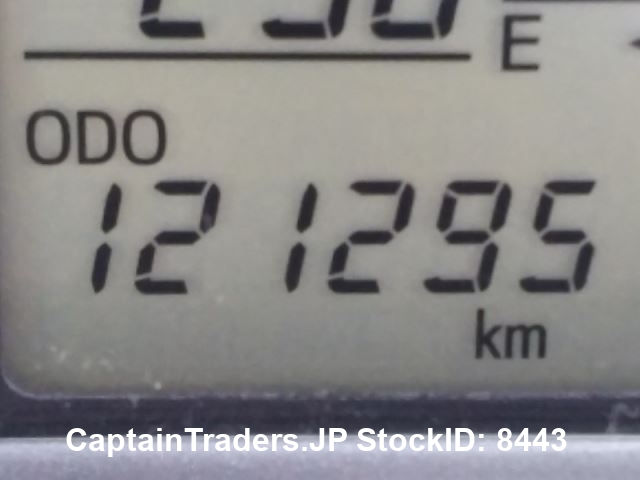 E
ODO
121295
km
CaptainTraders.JP StockID: 8443